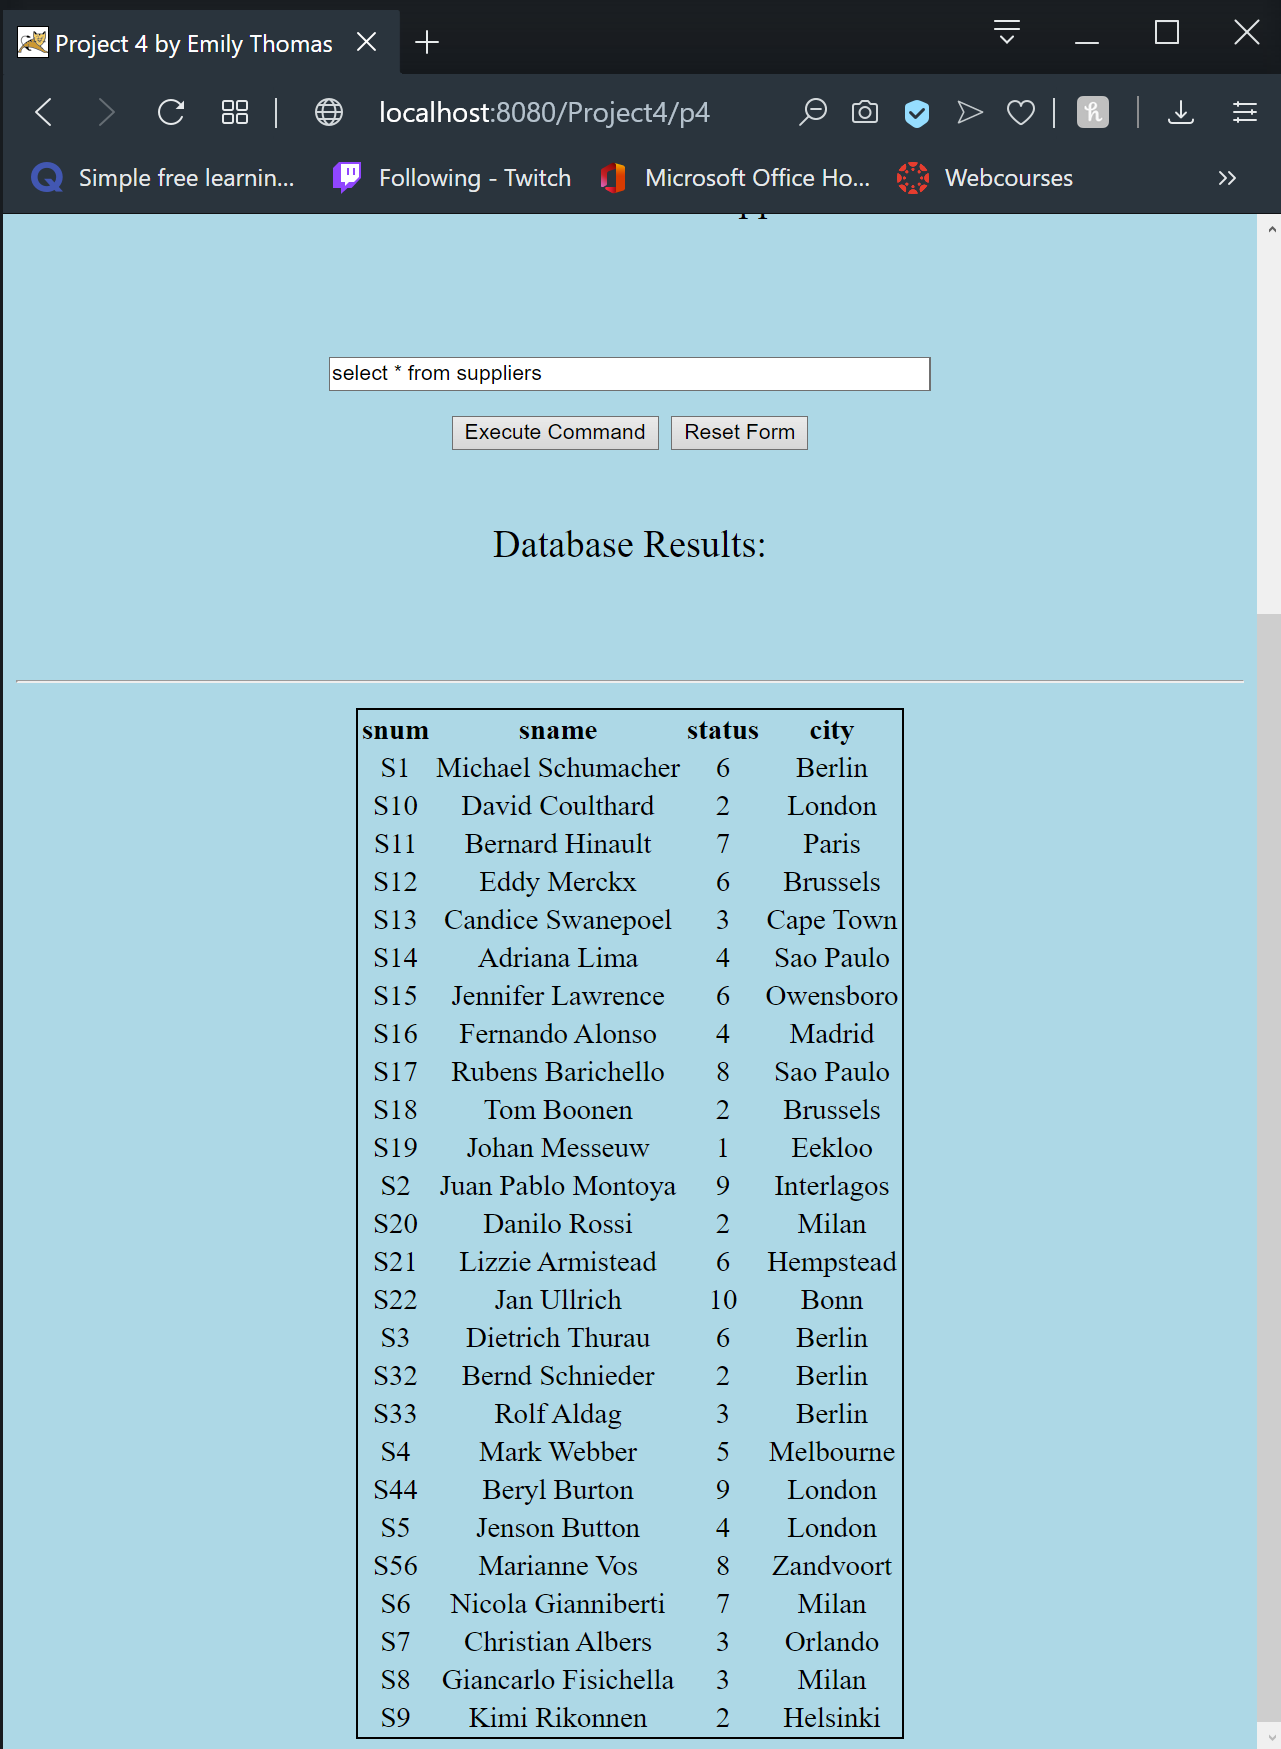 Project 4 by Emily Thomas
localhost:8080/Project4/p4
Simple free learnin... Following - Twitch Microsoft Office Ho... Webcourses
select * from suppliers
Execute Command Reset Form
Database Results:
snum sname status city
S1 Michael Schumacher 6 Berlin
S10 David Coulthard 2 London
S11 Bernard Hinault 7 Paris
S12 Eddy Merckx 6 Brussels
S13 Candice Swanepoel 3 Cape Town
S14 Adriana Lima 4 Sao Paulo
S15 Jennifer Lawrence 6 Owensboro
S16 Fernando Alonso 4 Madrid
S17 Rubens Barichello 8 Sao Paulo
S18 Tom Boonen 2 Brussels
S19 Johan Messeuw 1 Eekloo
S2 Juan Pablo Montoya 9 Interlagos
S20 Danilo Rossi 2 Milan
S21 Lizzie Armistead 6 Hempstead
S22 Jan Ullrich 10 Bonn
S3 Dietrich Thurau 6 Berlin
S32 Bernd Schnieder 2 Berlin
S33 Rolf Aldag 3 Berlin
S4 Mark Webber 5 Melbourne
S44 Beryl Burton 9 London
S5 Jenson Button 4 London
S56 Marianne Vos 8 Zandvoort
S6 Nicola Gianniberti 7 Milan
S7 Christian Albers 3 Orlando
S8 Giancarlo Fisichella 3 Milan
S9 Kimi Rikonnen 2 Helsinki